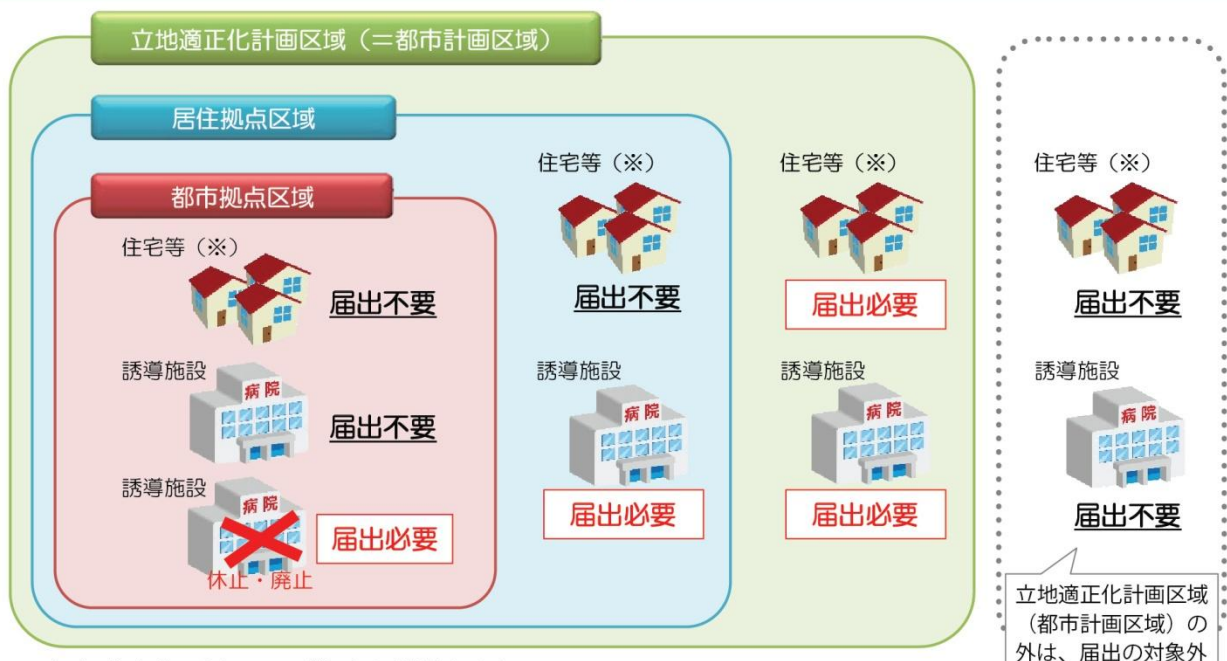 立地適正化計画区域（＝都市計画区域）
居住拠点区域
都市拠点区域
住宅等（※）
届出不要
誘導施設
病院
届出不要
誘導施設
病院
休止・廃止
届出必要
住宅等（※）
届出不要
誘導施設
病院
届出必要
住宅等（※）
届出必要
誘導施設
病院
届出必要
住宅等（※）
届出不要
誘導施設
病院
届出不要
立地適正化計画区域
（都市計画区域）の
外は、届出の対象外